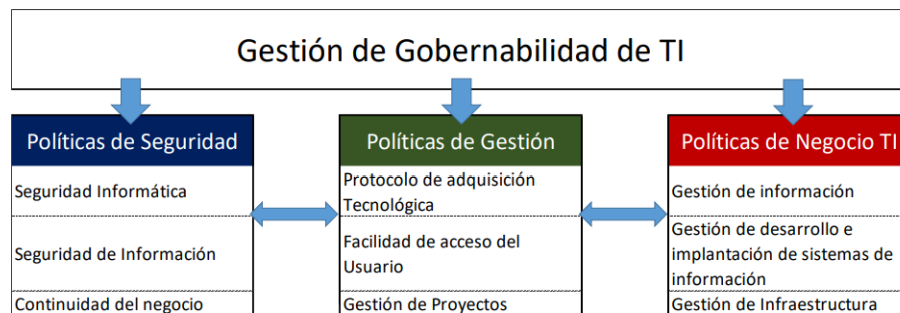 Gestión de Gobernabilidad de TI
Políticas de Seguridad
Seguridad Informática
Seguridad de Información
Continuidad del negocio
Políticas de Gestión
Protocolo de adquisición
Tecnológica
Facilidad de acceso del
Usuario
Gestión de Proyectos
Políticas de Negocio TI
Gestión de información
Gestión de desarrollo e
implantación de sistemas de
información
Gestión de Infraestructura